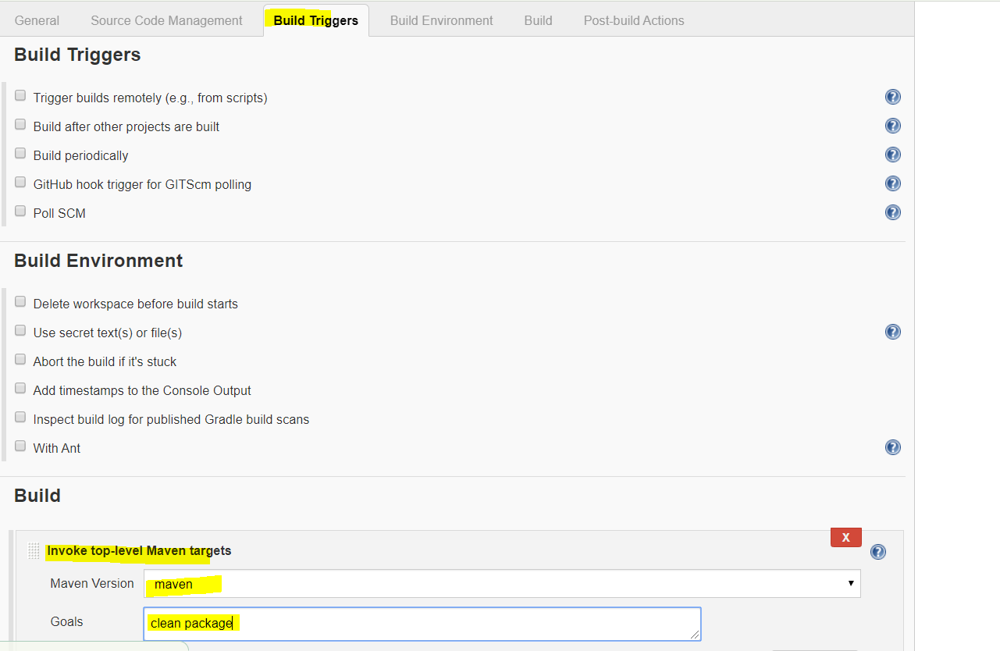 General Source Code Management Build Triggers Build Environment Build Post-build Actions
Build Triggers
Trigger builds remotely (e.g., from scripts) ?
Build after other projects are built ?
Build periodically ?
GitHub hook trigger for GITScm polling ?
Poll SCM ?
Build Environment
Delete workspace before build starts
Use secret text(s) or file(s) ?
Abort the build if it's stuck
Add timestamps to the Console Output
Inspect build log for published Gradle build scans
With Ant ?
Build
X
Invoke top-level Maven targets ?
Maven Version maven
Goals clean package